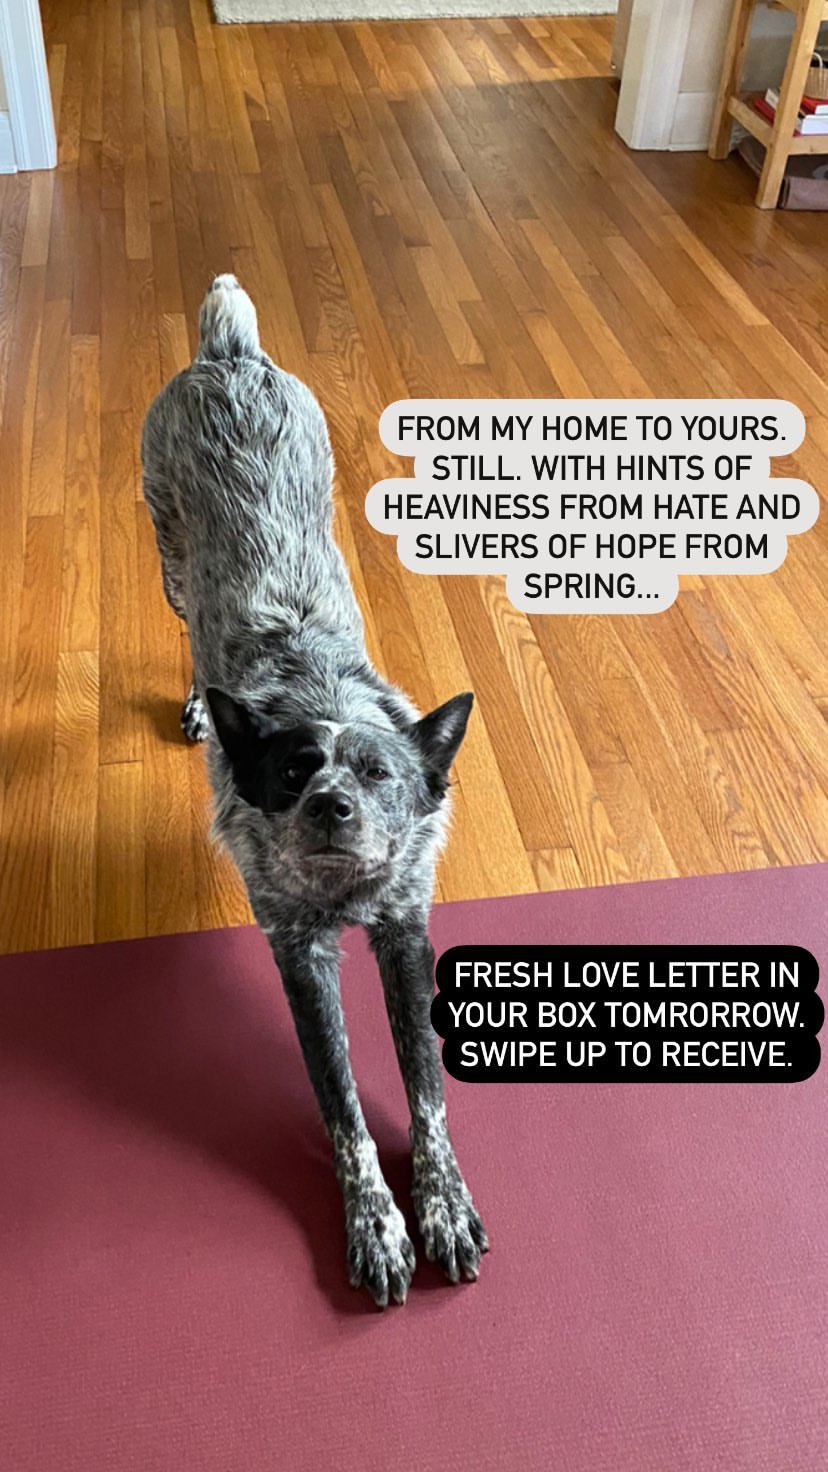 FROM MY HOME TO YOURS.
STILL. WITH HINTS OF
HEAVINESS FROM HATE AND
SLIVERS OF HOPE FROM
SPRING...
FRESH LOVE LETTER IN
YOUR BOX TOMRORROW.
SWIPE UP TO RECEIVE.